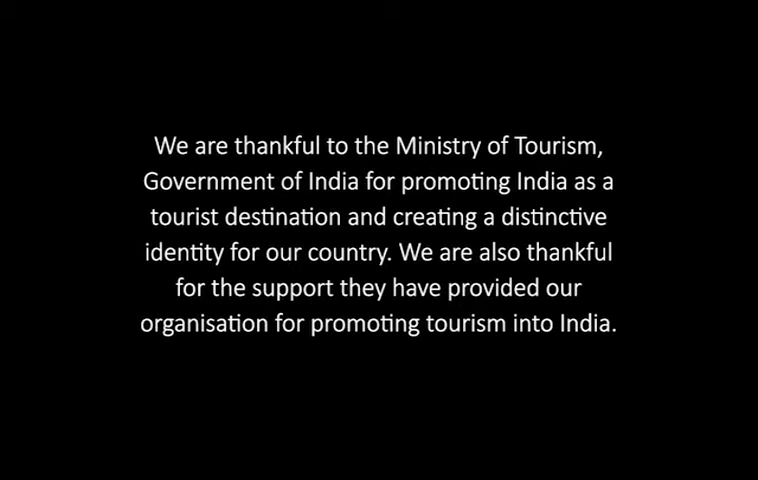 We are thankful to the Ministry of Tourism,
Government of India for promoting India as a
tourist destination and creating a distinctive
identity for our country. We are also thankful
for the support they have provided our
organisation for promoting tourism into India.